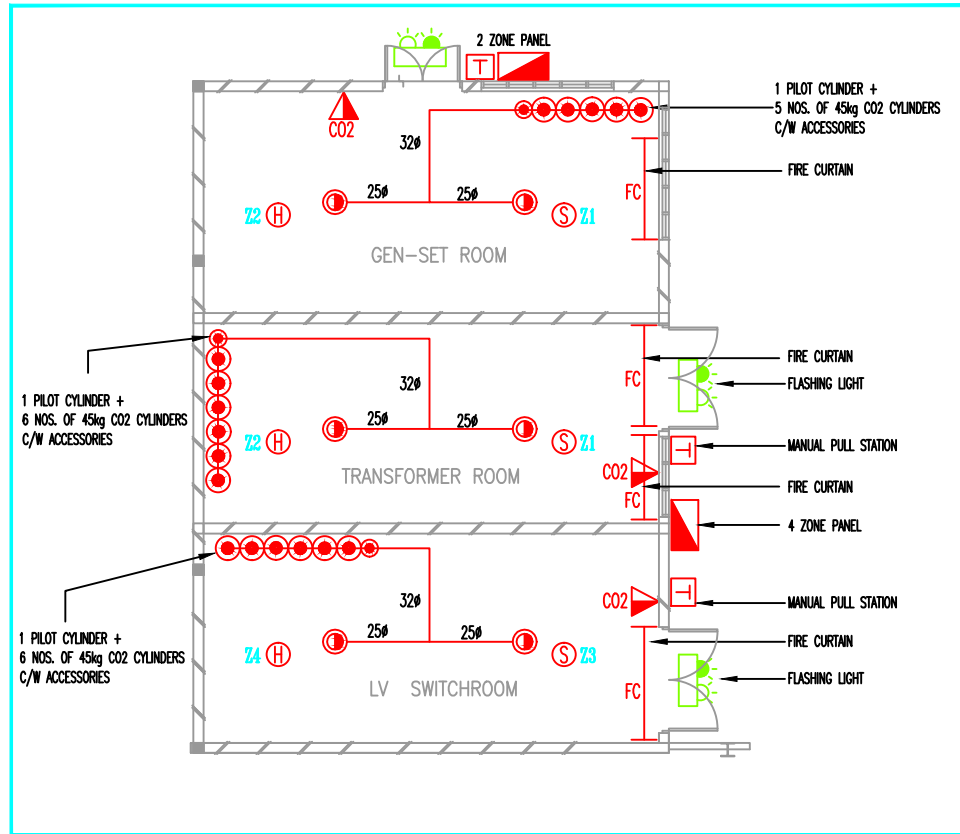 2 ZONE PANEL
T
1 PILOT CYLINDER +
5 NOS. OF 45kg CO2 CYLINDERS
C/W ACCESSORIES
CO2
32ø
FIRE CURTAIN
FC
25ø
25ø
Z2
H
S
Z1
GEN-SET ROOM
FIRE CURTAIN
FC
32ø
FLASHING LIGHT
1 PILOT CYLINDER +
6 NOS. OF 45kg CO2 CYLINDERS
C/W ACCESSORIES
25ø
25ø
Z2
H
S
Z1
T
MANUAL PULL STATION
TRANSFORMER ROOM
CO2
FIRE CURTAIN
FC
4 ZONE PANEL
32ø
CO2
T
MANUAL PULL STATION
1 PILOT CYLINDER +
6 NOS. OF 45kg CO2 CYLINDERS
C/W ACCESSORIES
25ø
25ø
FIRE CURTAIN
Z4
H
S
Z3
LV SWITCHROOM
FC
FLASHING LIGHT